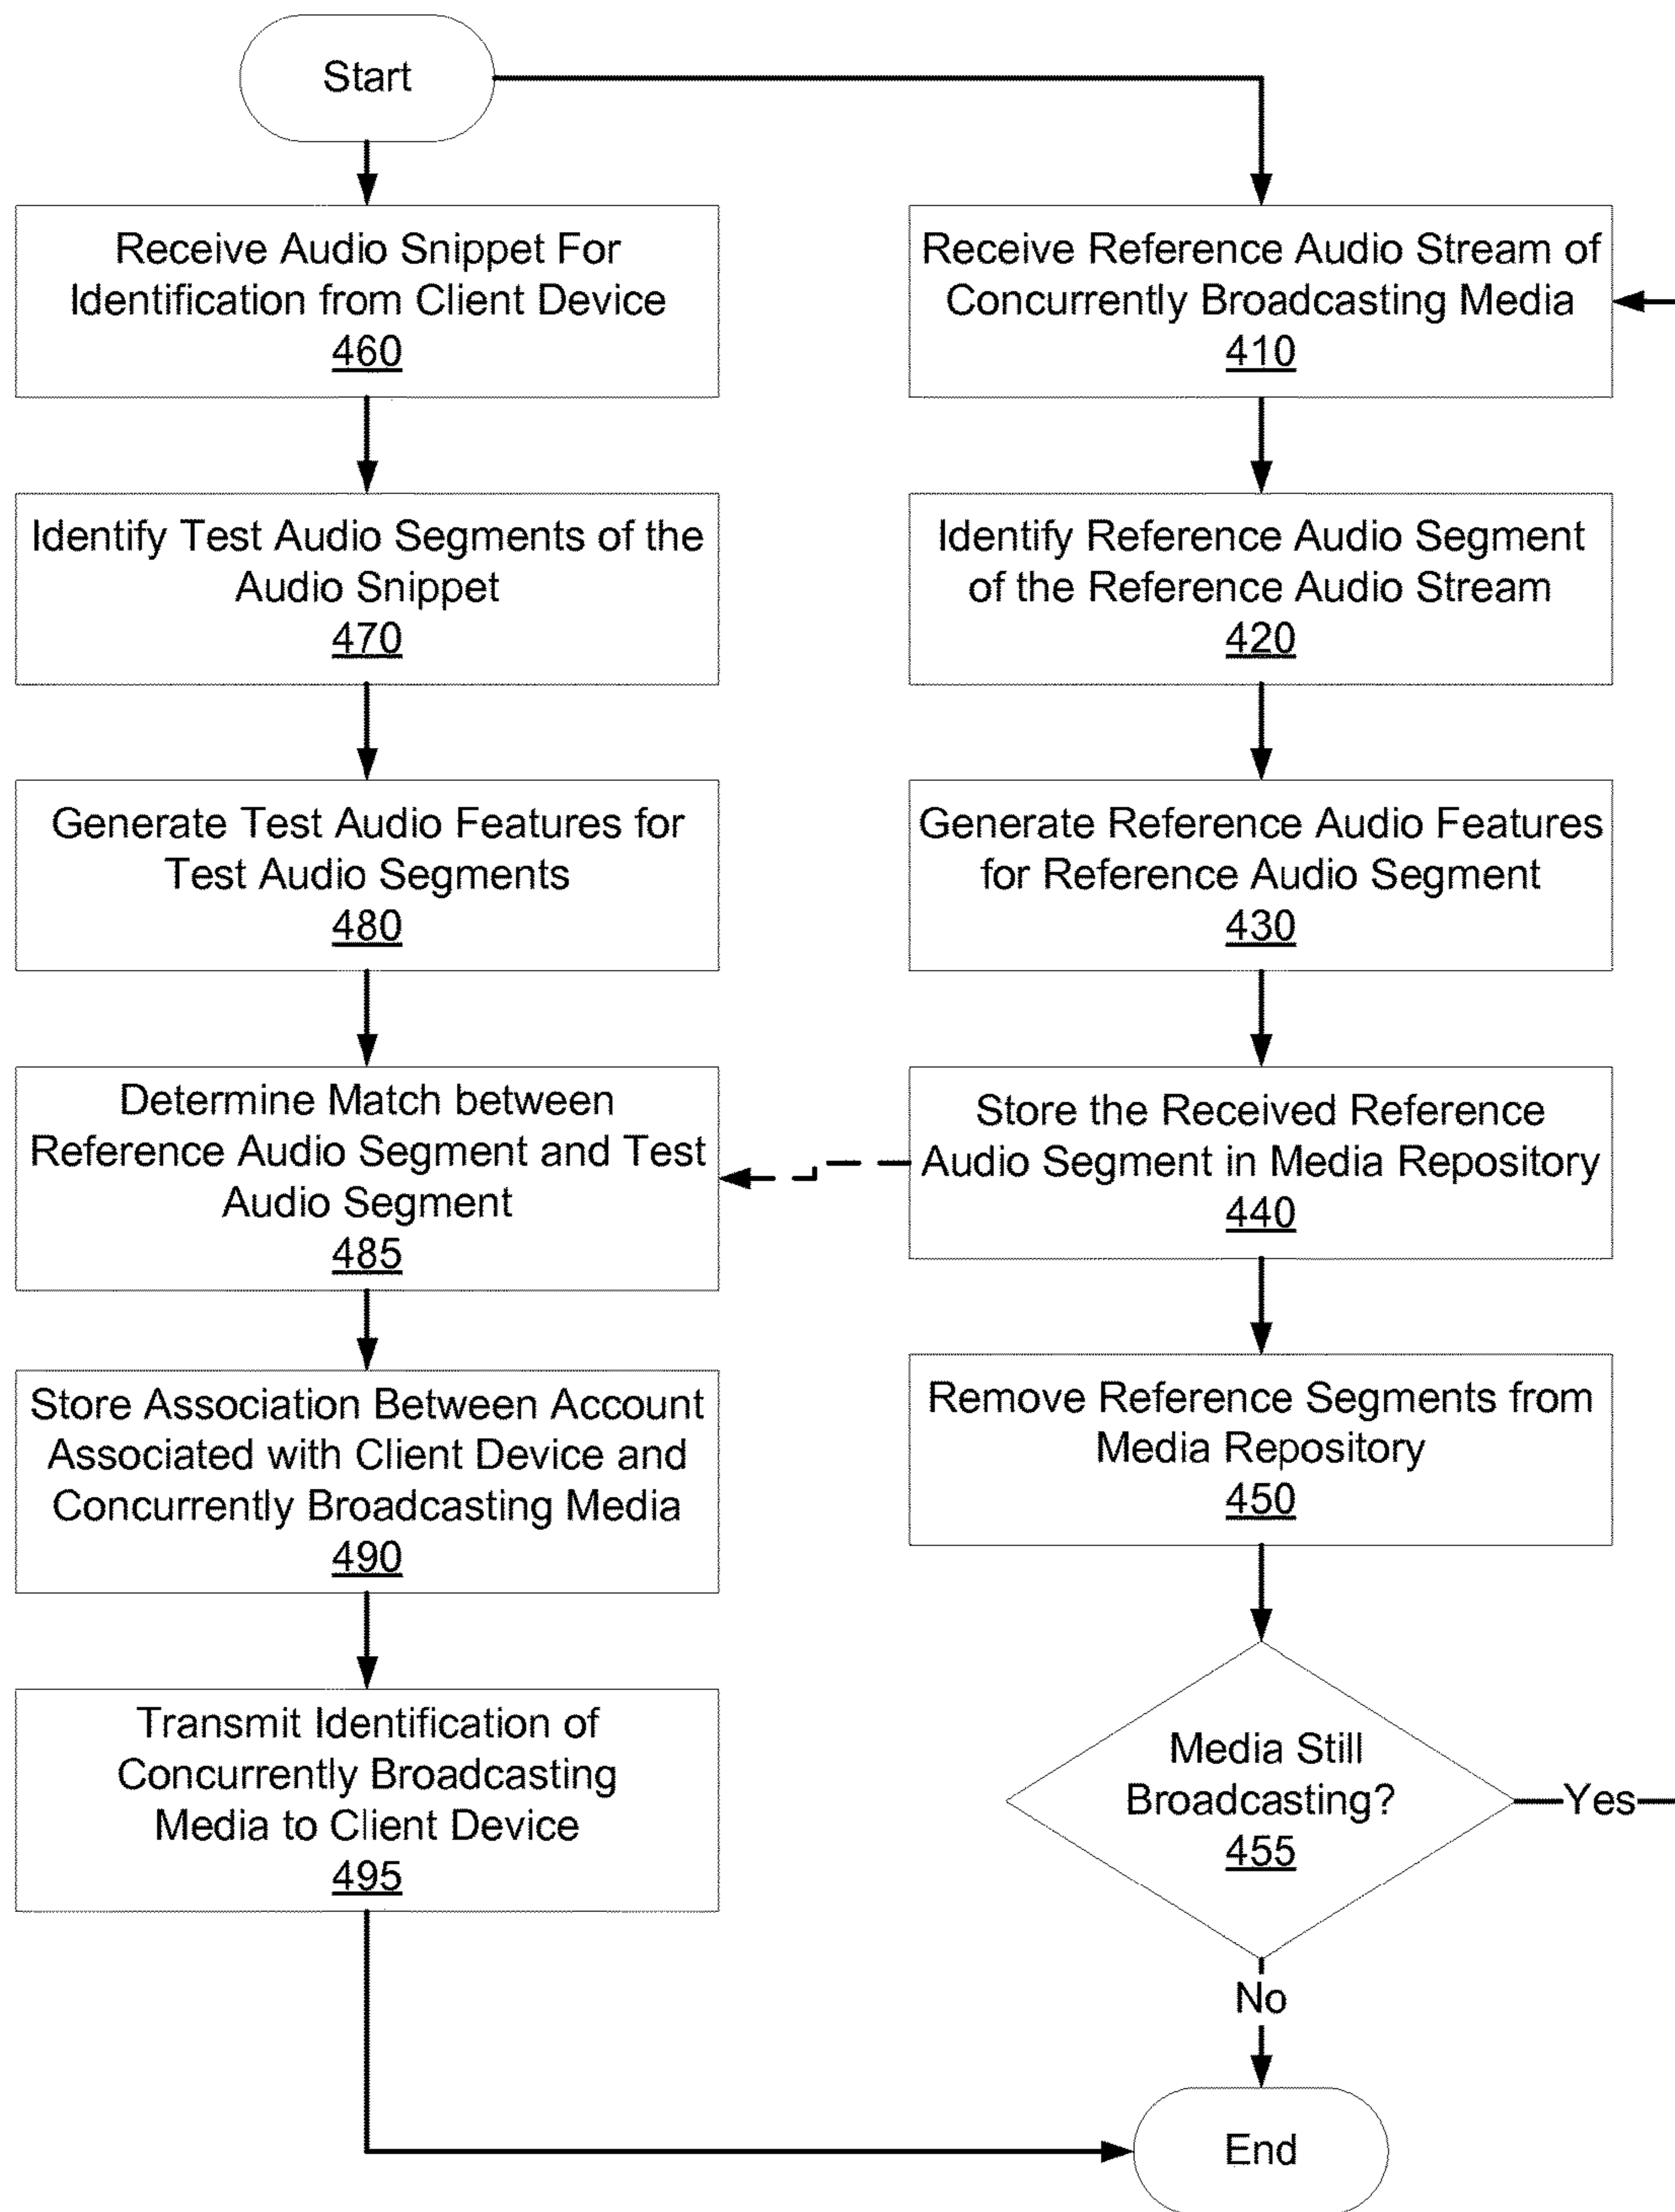 Start
Receive Audio Snippet For
Identification from Client Device
460
Identify Test Audio Segments of the
Audio Snippet
470
Generate Test Audio Features for
Test Audio Segments
480
Determine Match between
Reference Audio Segment and Test
Audio Segment
485
Store Association Between Account
Associated with Client Device and
Concurrently Broadcasting Media
490
Transmit Identification of
Concurrently Broadcasting
Media to Client Device
495
Receive Reference Audio Stream of
Concurrently Broadcasting Media
410
Identify Reference Audio Segment
of the Reference Audio Stream
420
Generate Reference Audio Features
for Reference Audio Segment
430
Store the Received Reference
Audio Segment in Media Repository
440
Remove Reference Segments from
Media Repository
450
Media Still
Broadcasting?
455
Yes
No
End